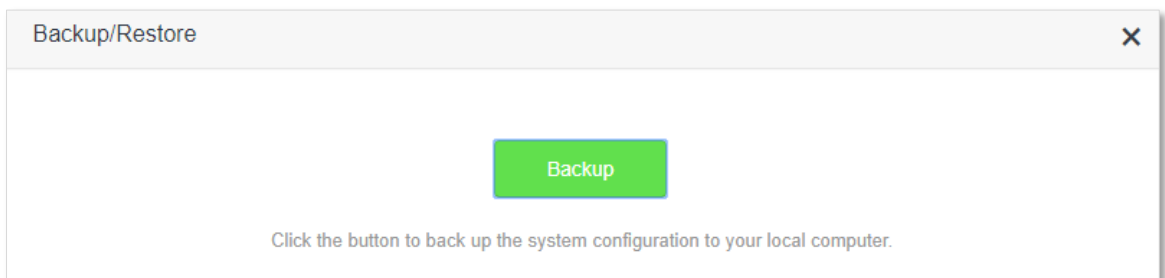 Backup/Restore
Backup
Click the button to back up the system configuration to your local computer.